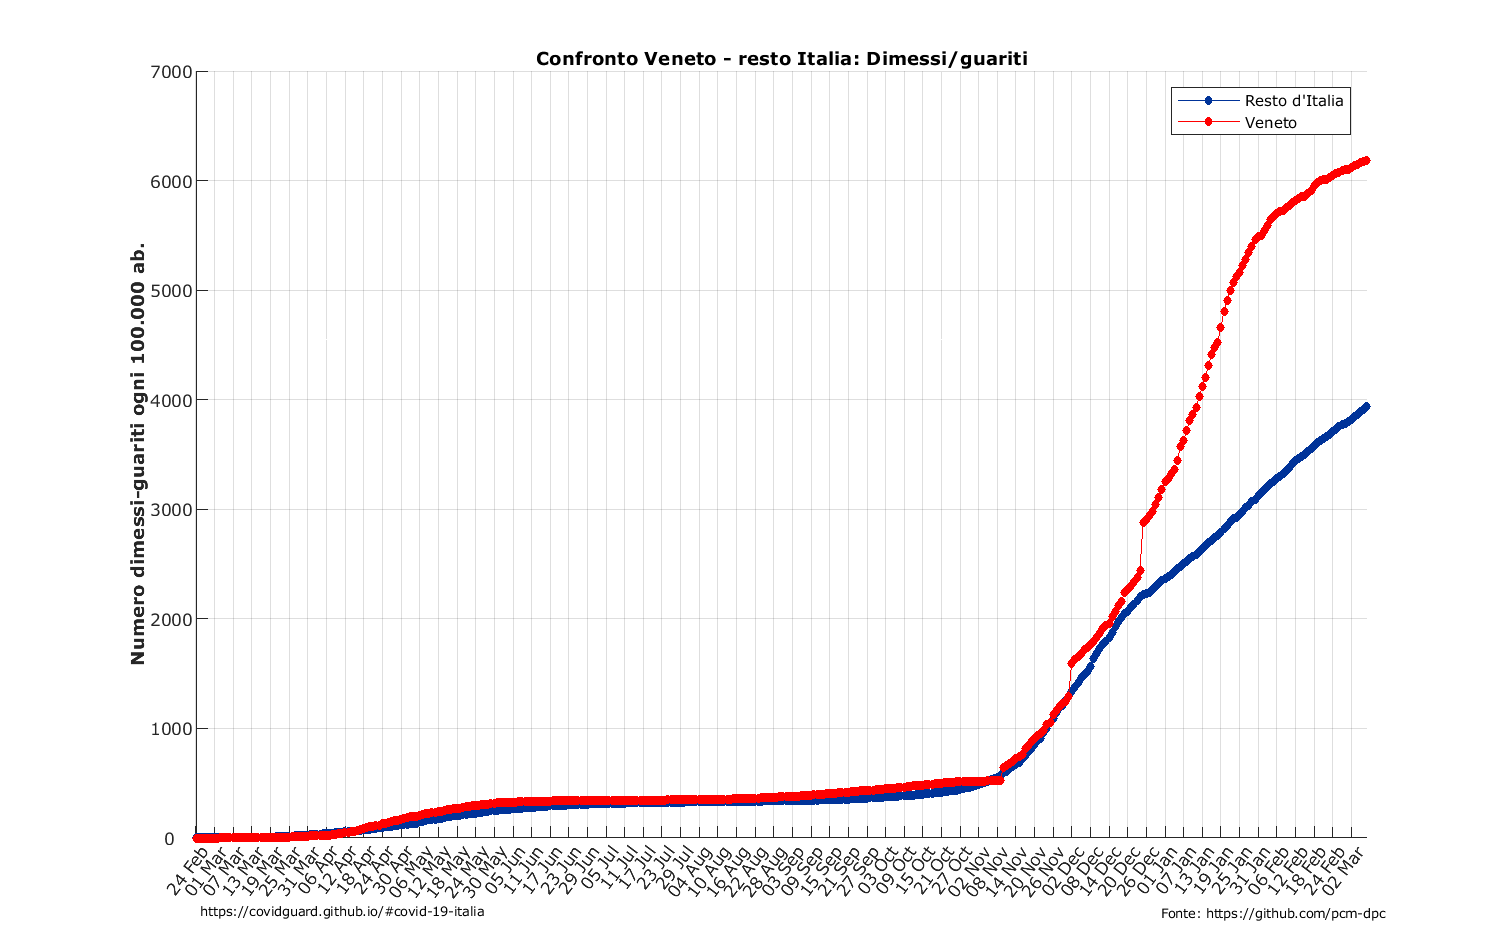 Confronto Veneto - resto Italia: Dimessi/guariti
Resto d'Italia
Veneto
Numero dimessi-guariti ogni 100.000 ab.
7000
6000
5000
4000
3000
2000
1000
0
24 Feb
01 Mar
07 Mar
13 Mar
19 Mar
25 Mar
31 Mar
06 Apr
12 Apr
18 Apr
24 Apr
30 Apr
06 May
12 May
18 May
24 May
30 May
05 Jun
11 Jun
17 Jun
23 Jun
29 Jun
05 Jul
11 Jul
17 Jul
23 Jul
29 Jul
04 Aug
10 Aug
16 Aug
22 Aug
28 Aug
03 Sep
09 Sep
15 Sep
21 Sep
27 Sep
03 Oct
09 Oct
15 Oct
21 Oct
27 Oct
02 Nov
08 Nov
14 Nov
20 Nov
26 Nov
02 Dec
08 Dec
14 Dec
20 Dec
26 Dec
01 Jan
07 Jan
13 Jan
19 Jan
25 Jan
31 Jan
06 Feb
12 Feb
18 Feb
24 Feb
02 Mar
https://covidguard.github.io/#covid-19-italia
Fonte: https://github.com/pcm-dpc